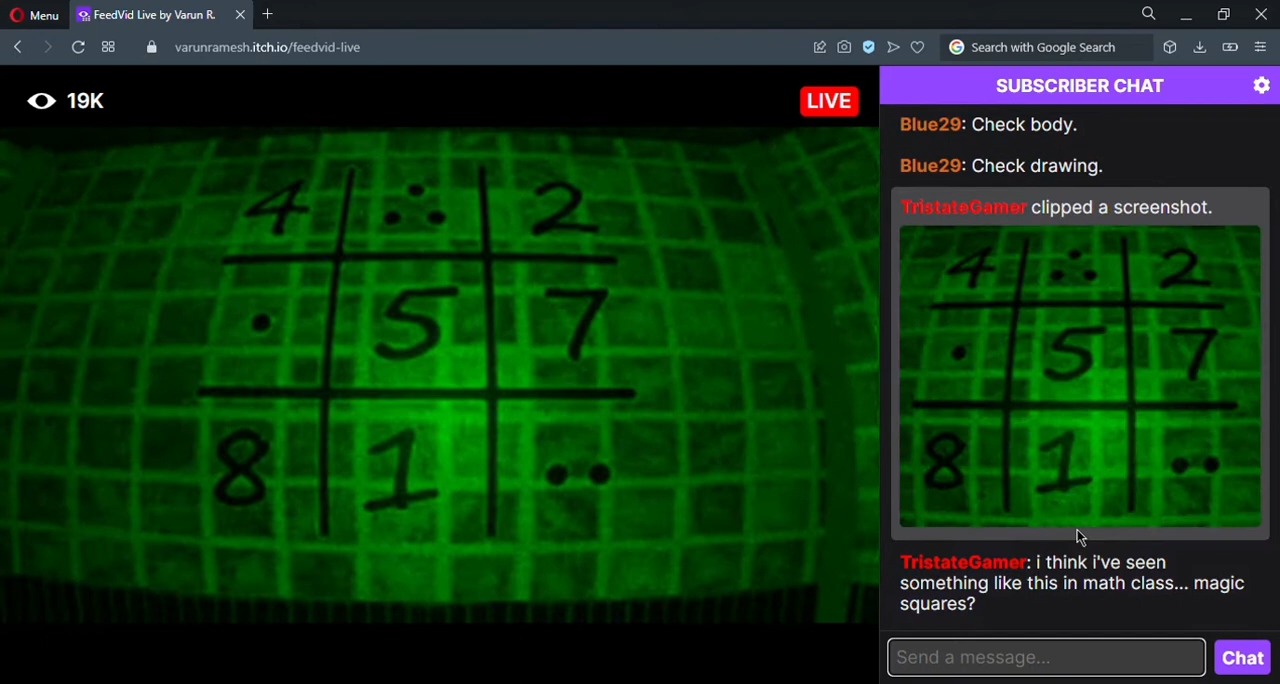 Menu
FeedVid Live by Varun R.
varunramesh.itch.io/feedvid-live
Search with Google Search
19K
LIVE
4 2
5 7
8 1
SUBSCRIBER CHAT
Blue29: Check body.
Blue29: Check drawing.
TristateGamer clipped a screenshot.
4 2
5 7
8 1
TristateGamer: i think i've seen
something like this in math class... magic
squares?
Send a message...
Chat